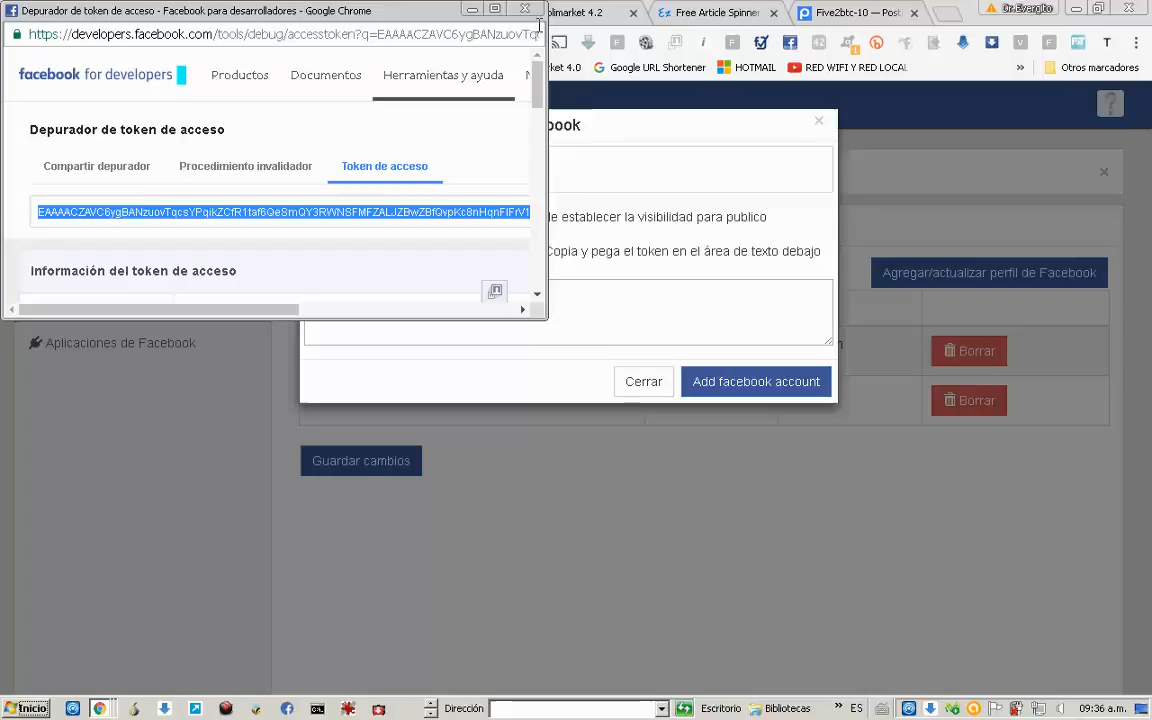 Depurador de token de acceso - Facebook para desarrolladores - Google Chrome
https://developers.facebook.com/tools/debug/accesstoken?q=EAAAACZAVC6ygBANzuovTq
facebook for developers
Productos
Documentos
Herramientas y ayuda
Depurador de token de acceso
Compartir depurador
Procedimiento invalidador
Token de acceso
Información del token de acceso
olimarket 4.2
Free Article Spinner
Five2btc-10 — Post
Dr.Evergito
ket 4.0
Google URL Shortener
HOTMAIL
RED WIFI Y RED LOCAL
»
Otros marcadores
book
de establecer la visibilidad para publico
Copia y pega el token en el área de texto debajo
Cerrar
Add facebook account
Agregar/actualizar perfil de Facebook
Borrar
Borrar
Aplicaciones de Facebook
Guardar cambios
Inicio
Dirección
Escritorio
Bibliotecas
»
ES
09:36 a.m.